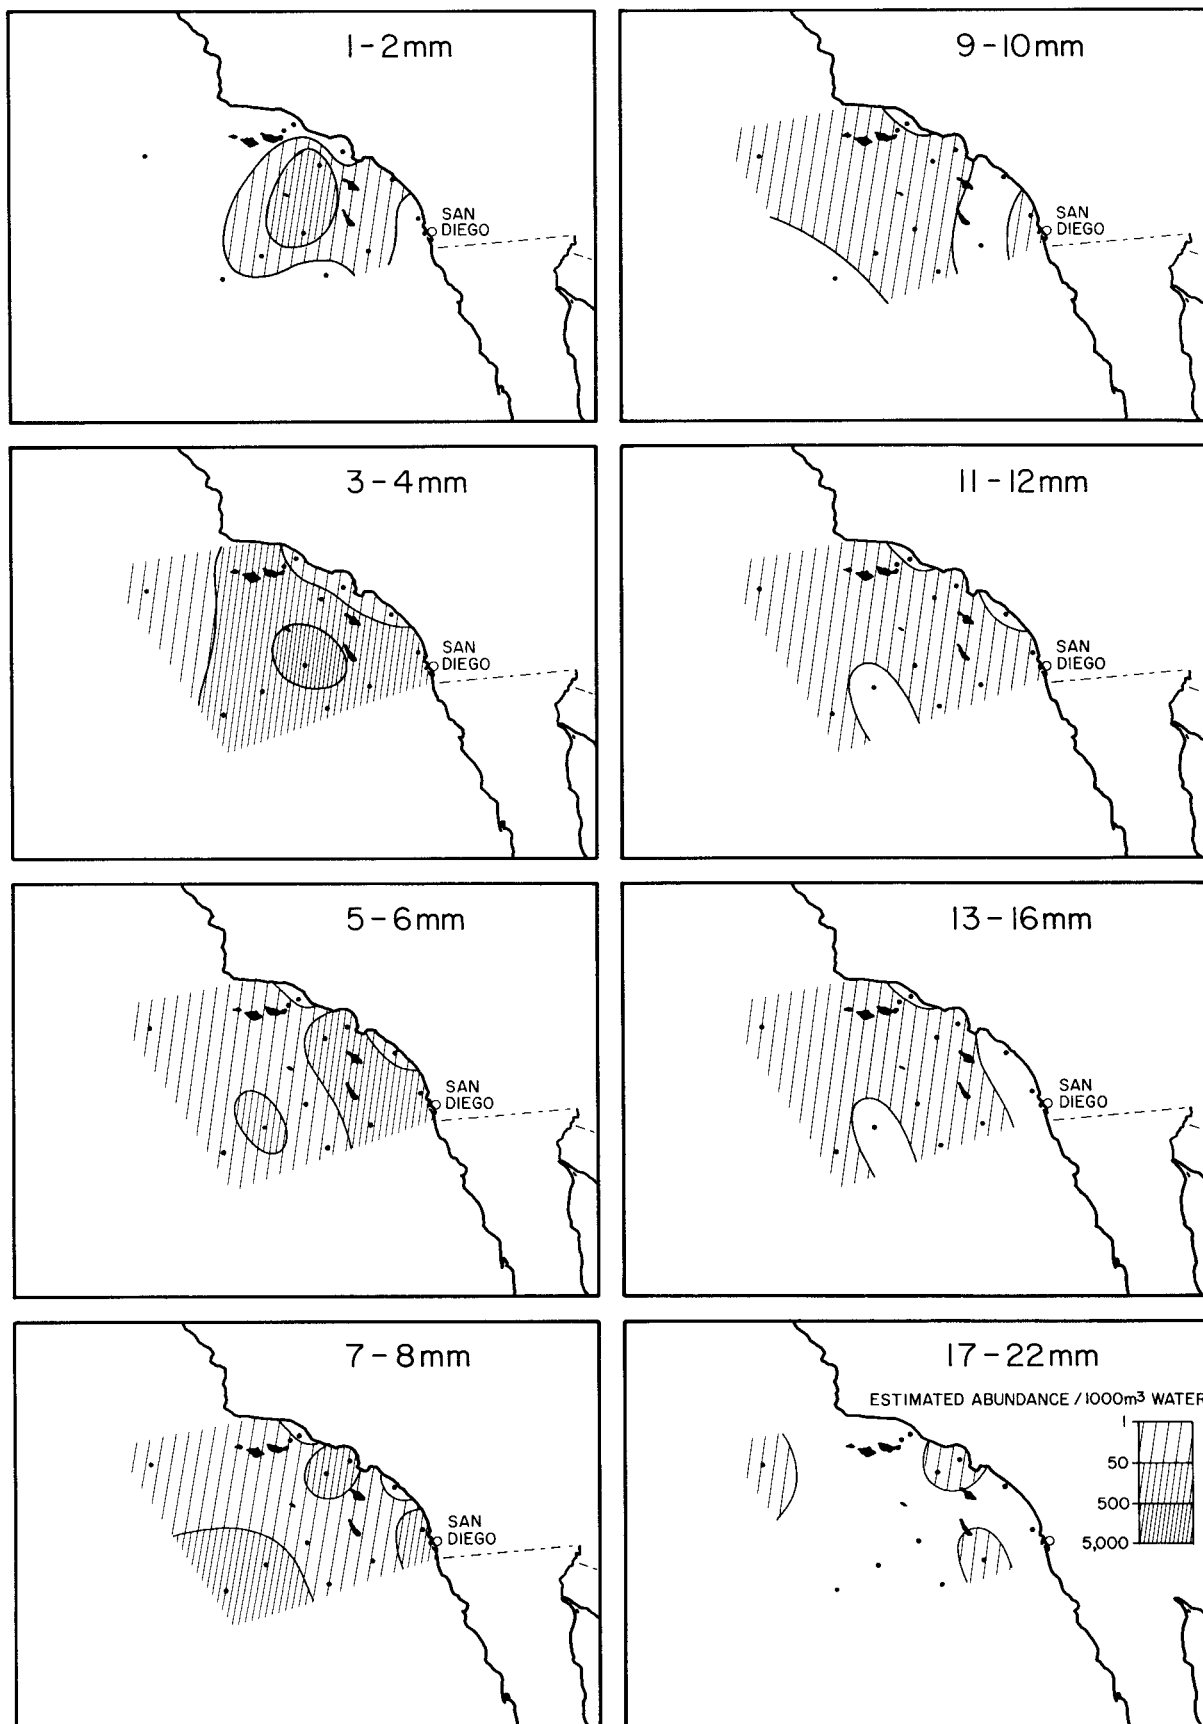 1-2mm
SAN
DIEGO
9-10mm
SAN
DIEGO
3-4mm
SAN
DIEGO
11-12mm
SAN
DIEGO
5-6mm
SAN
DIEGO
13-16mm
SAN
DIEGO
7-8mm
SAN
DIEGO
17-22mm
ESTIMATED ABUNDANCE / 1000m³ WATER
1
50
500
5,000